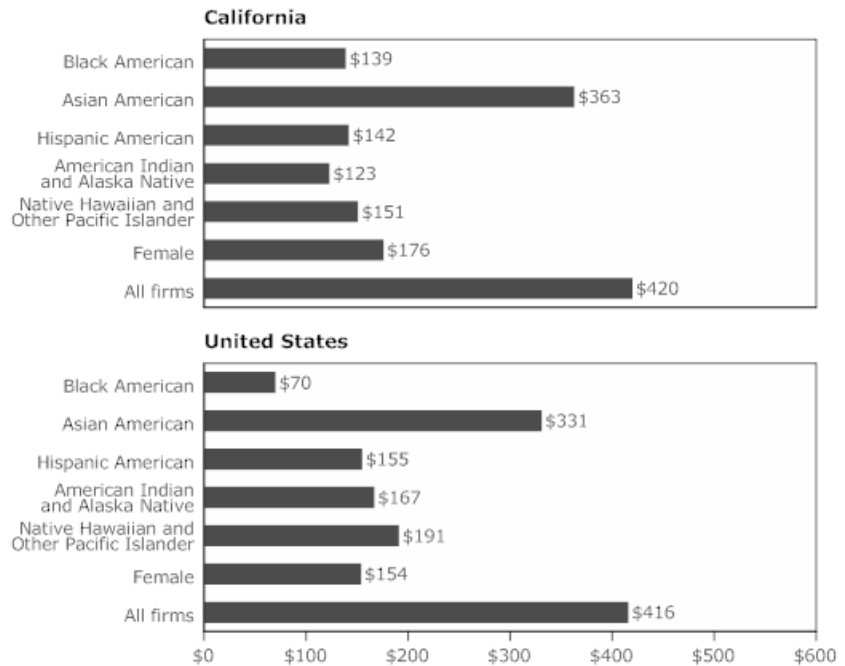 California
Black American $139
Asian American $363
Hispanic American $142
American Indian
and Alaska Native $123
Native Hawaiian and
Other Pacific Islander $151
Female $176
All firms $420
United States
Black American $70
Asian American $331
Hispanic American $155
American Indian
and Alaska Native $167
Native Hawaiian and
Other Pacific Islander $191
Female $154
All firms $416
$0 $100 $200 $300 $400 $500 $600